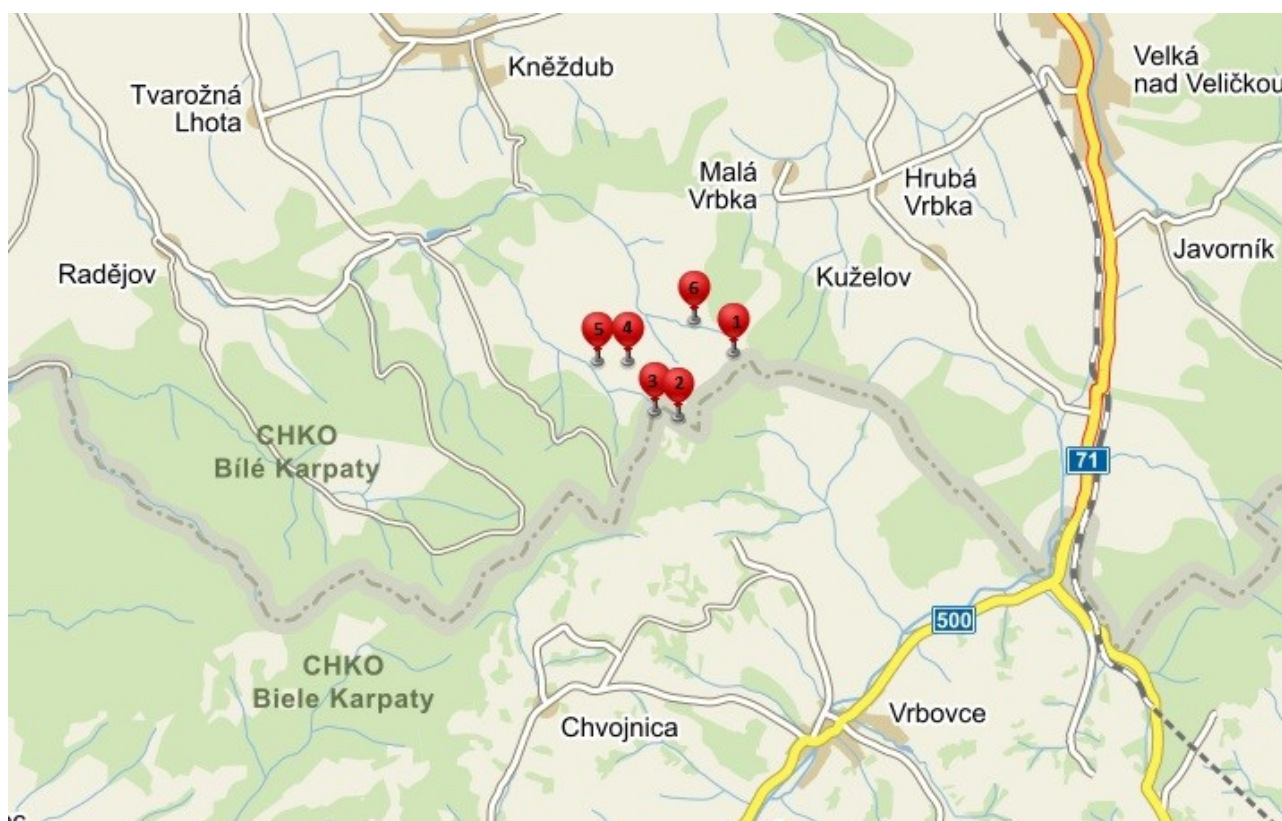 Kněždub
Velká
nad Veličkou
Tvarožná
Lhota
Malá
Vrbka
Hrubá
Vrbka
Javorník
Radějov
Kuželov
6
1
5
4
3
2
CHKO
Bílé Karpaty
71
500
CHKO
Biele Karpaty
Chvojnica
Vrbovce